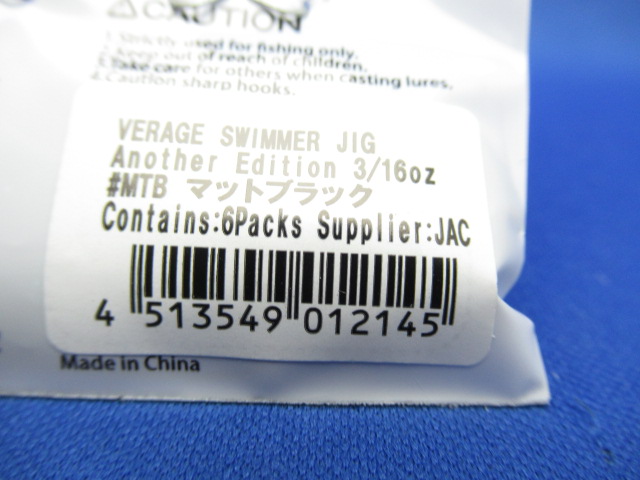 CAUTION
1. Strictly used for fishing only.
2. Keep out of reach of children.
3. Take care for others when casting lures.
4. Caution sharp hooks.
VERAGE SWIMMER JIG
Another Edition 3/16oz
#MTB マットブラック
Contains:6Packs Supplier:JAC
4 513549 012145
Made in China